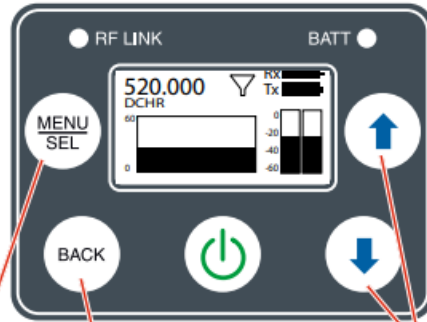 RF LINK
BATT
520.000
Rx
Tx
DCHR
60
0
0
-20
-40
-60
MENU
SEL
BACK